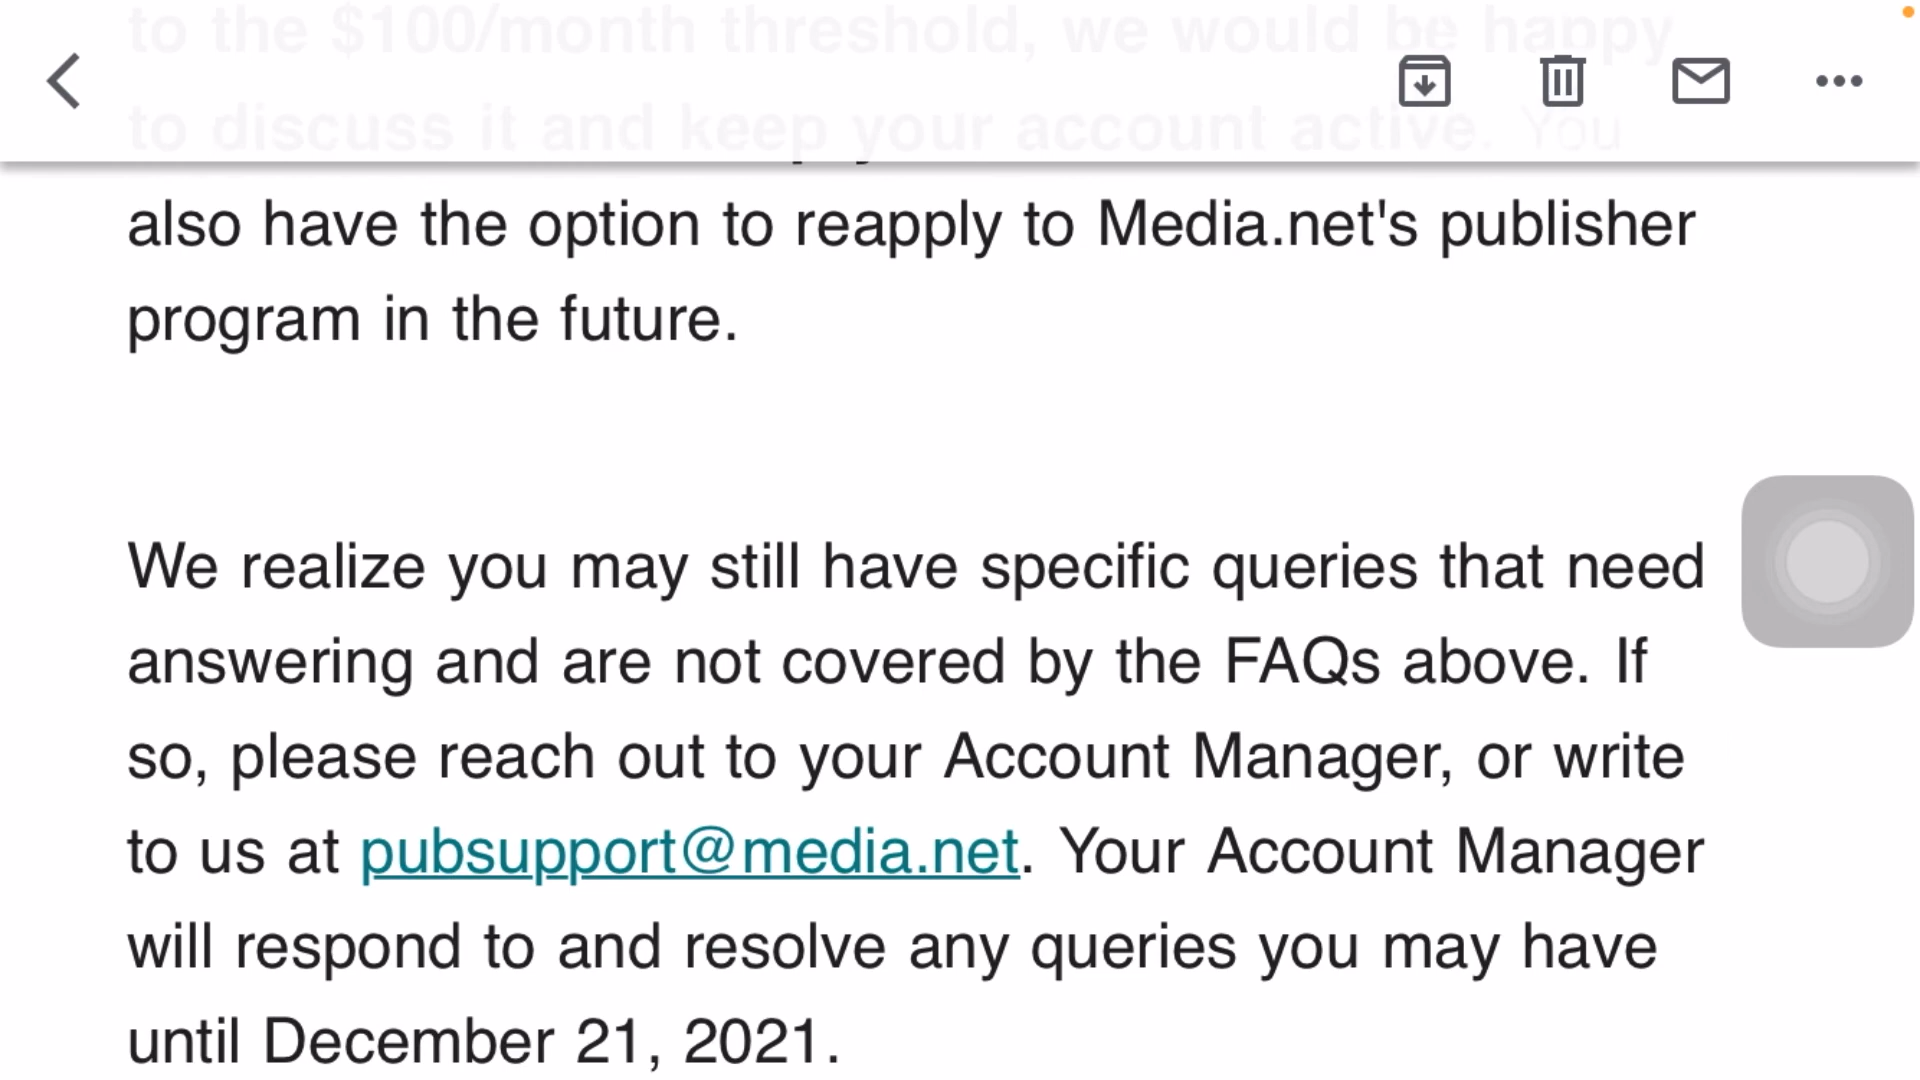 to the $100/month threshold, we would be happy
to discuss it and keep your account active. You
also have the option to reapply to Media.net's publisher
program in the future.
We realize you may still have specific queries that need
answering and are not covered by the FAQs above. If
so, please reach out to your Account Manager, or write
to us at pubsupport@media.net. Your Account Manager
will respond to and resolve any queries you may have
until December 21, 2021.